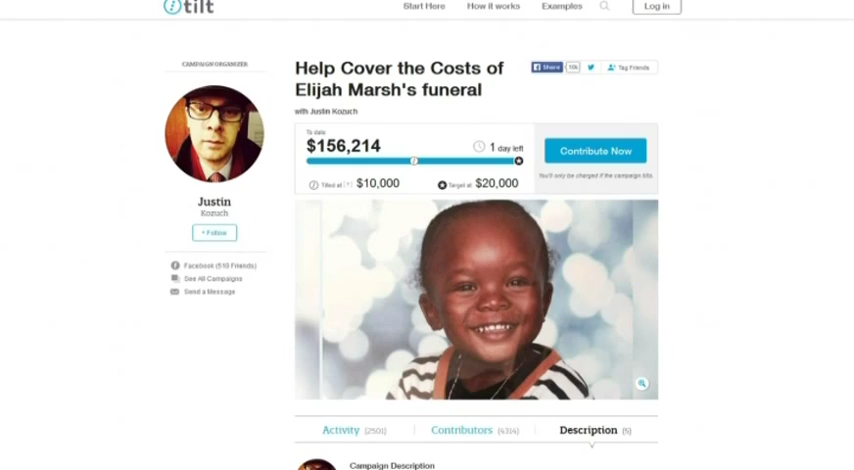 tilt
Start Here
How it works
Examples
Log in
CAMPAIGN ORGANIZER
Justin
Kozuch
+ Follow
Facebook (510 Friends)
See All Campaigns
Send a Message
Help Cover the Costs of
Elijah Marsh's funeral
with Justin Kozuch
Share
10k
Tag Friends
To date
$156,214
1 day left
Tilted at [?] $10,000
Target at $20,000
Contribute Now
You'll only be charged if the campaign tilts.
Activity (2501)
Contributors (4314)
Description (5)
Campaign Description